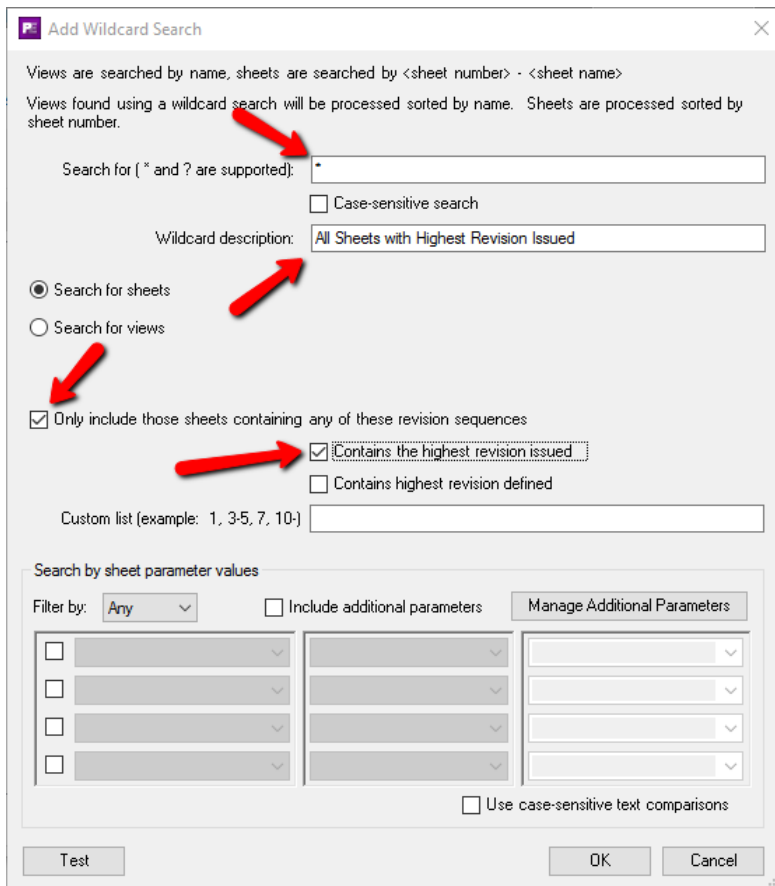 PE Add Wildcard Search
Views are searched by name, sheets are searched by <sheet number> - <sheet name>
Views found using a wildcard search will be processed sorted by name. Sheets are processed sorted by
sheet number.
Search for ( * and ? are supported): *
Case-sensitive search
Wildcard description: All Sheets with Highest Revision Issued
Search for sheets
Search for views
Only include those sheets containing any of these revision sequences
Contains the highest revision issued
Contains highest revision defined
Custom list (example: 1, 3-5, 7, 10-)
Search by sheet parameter values
Filter by: Any Include additional parameters Manage Additional Parameters
Use case-sensitive text comparisons
Test OK Cancel